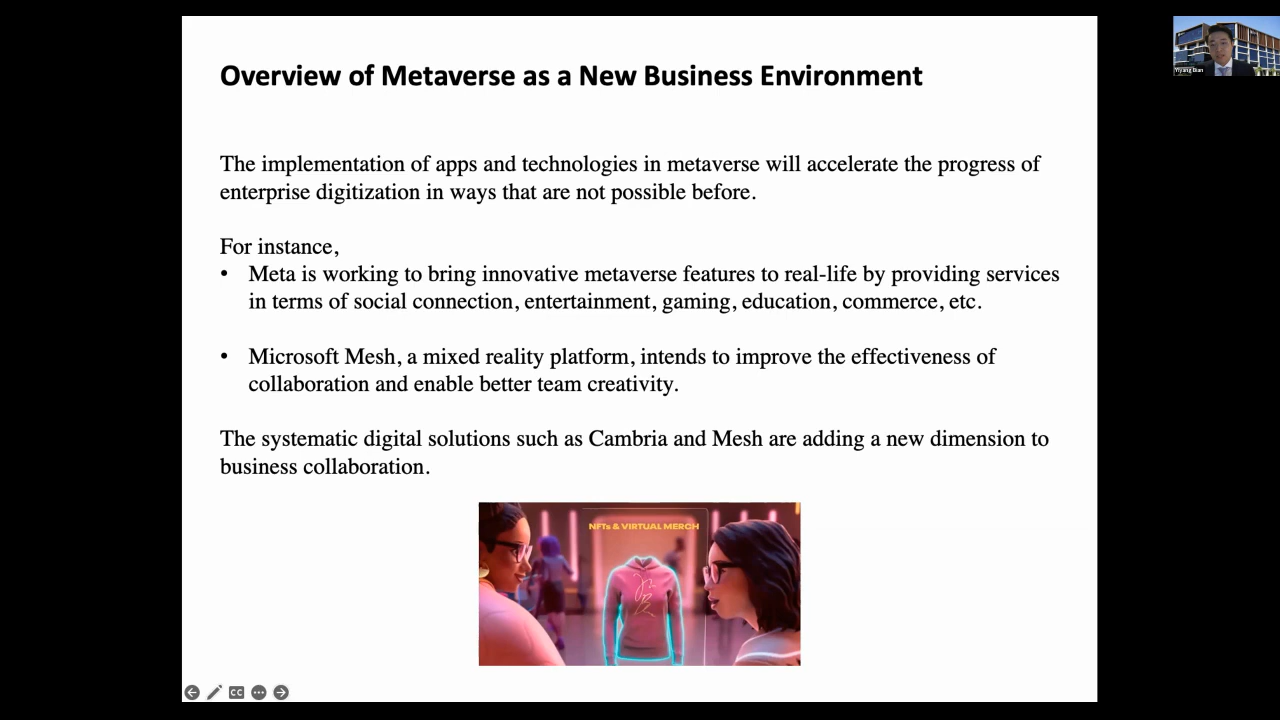 Overview of Metaverse as a New Business Environment
The implementation of apps and technologies in metaverse will accelerate the progress of
enterprise digitization in ways that are not possible before.
For instance,
• Meta is working to bring innovative metaverse features to real-life by providing services
in terms of social connection, entertainment, gaming, education, commerce, etc.
• Microsoft Mesh, a mixed reality platform, intends to improve the effectiveness of
collaboration and enable better team creativity.
The systematic digital solutions such as Cambria and Mesh are adding a new dimension to
business collaboration.
NFTs & VIRTUAL MERCH
CC
Yiyang Bian